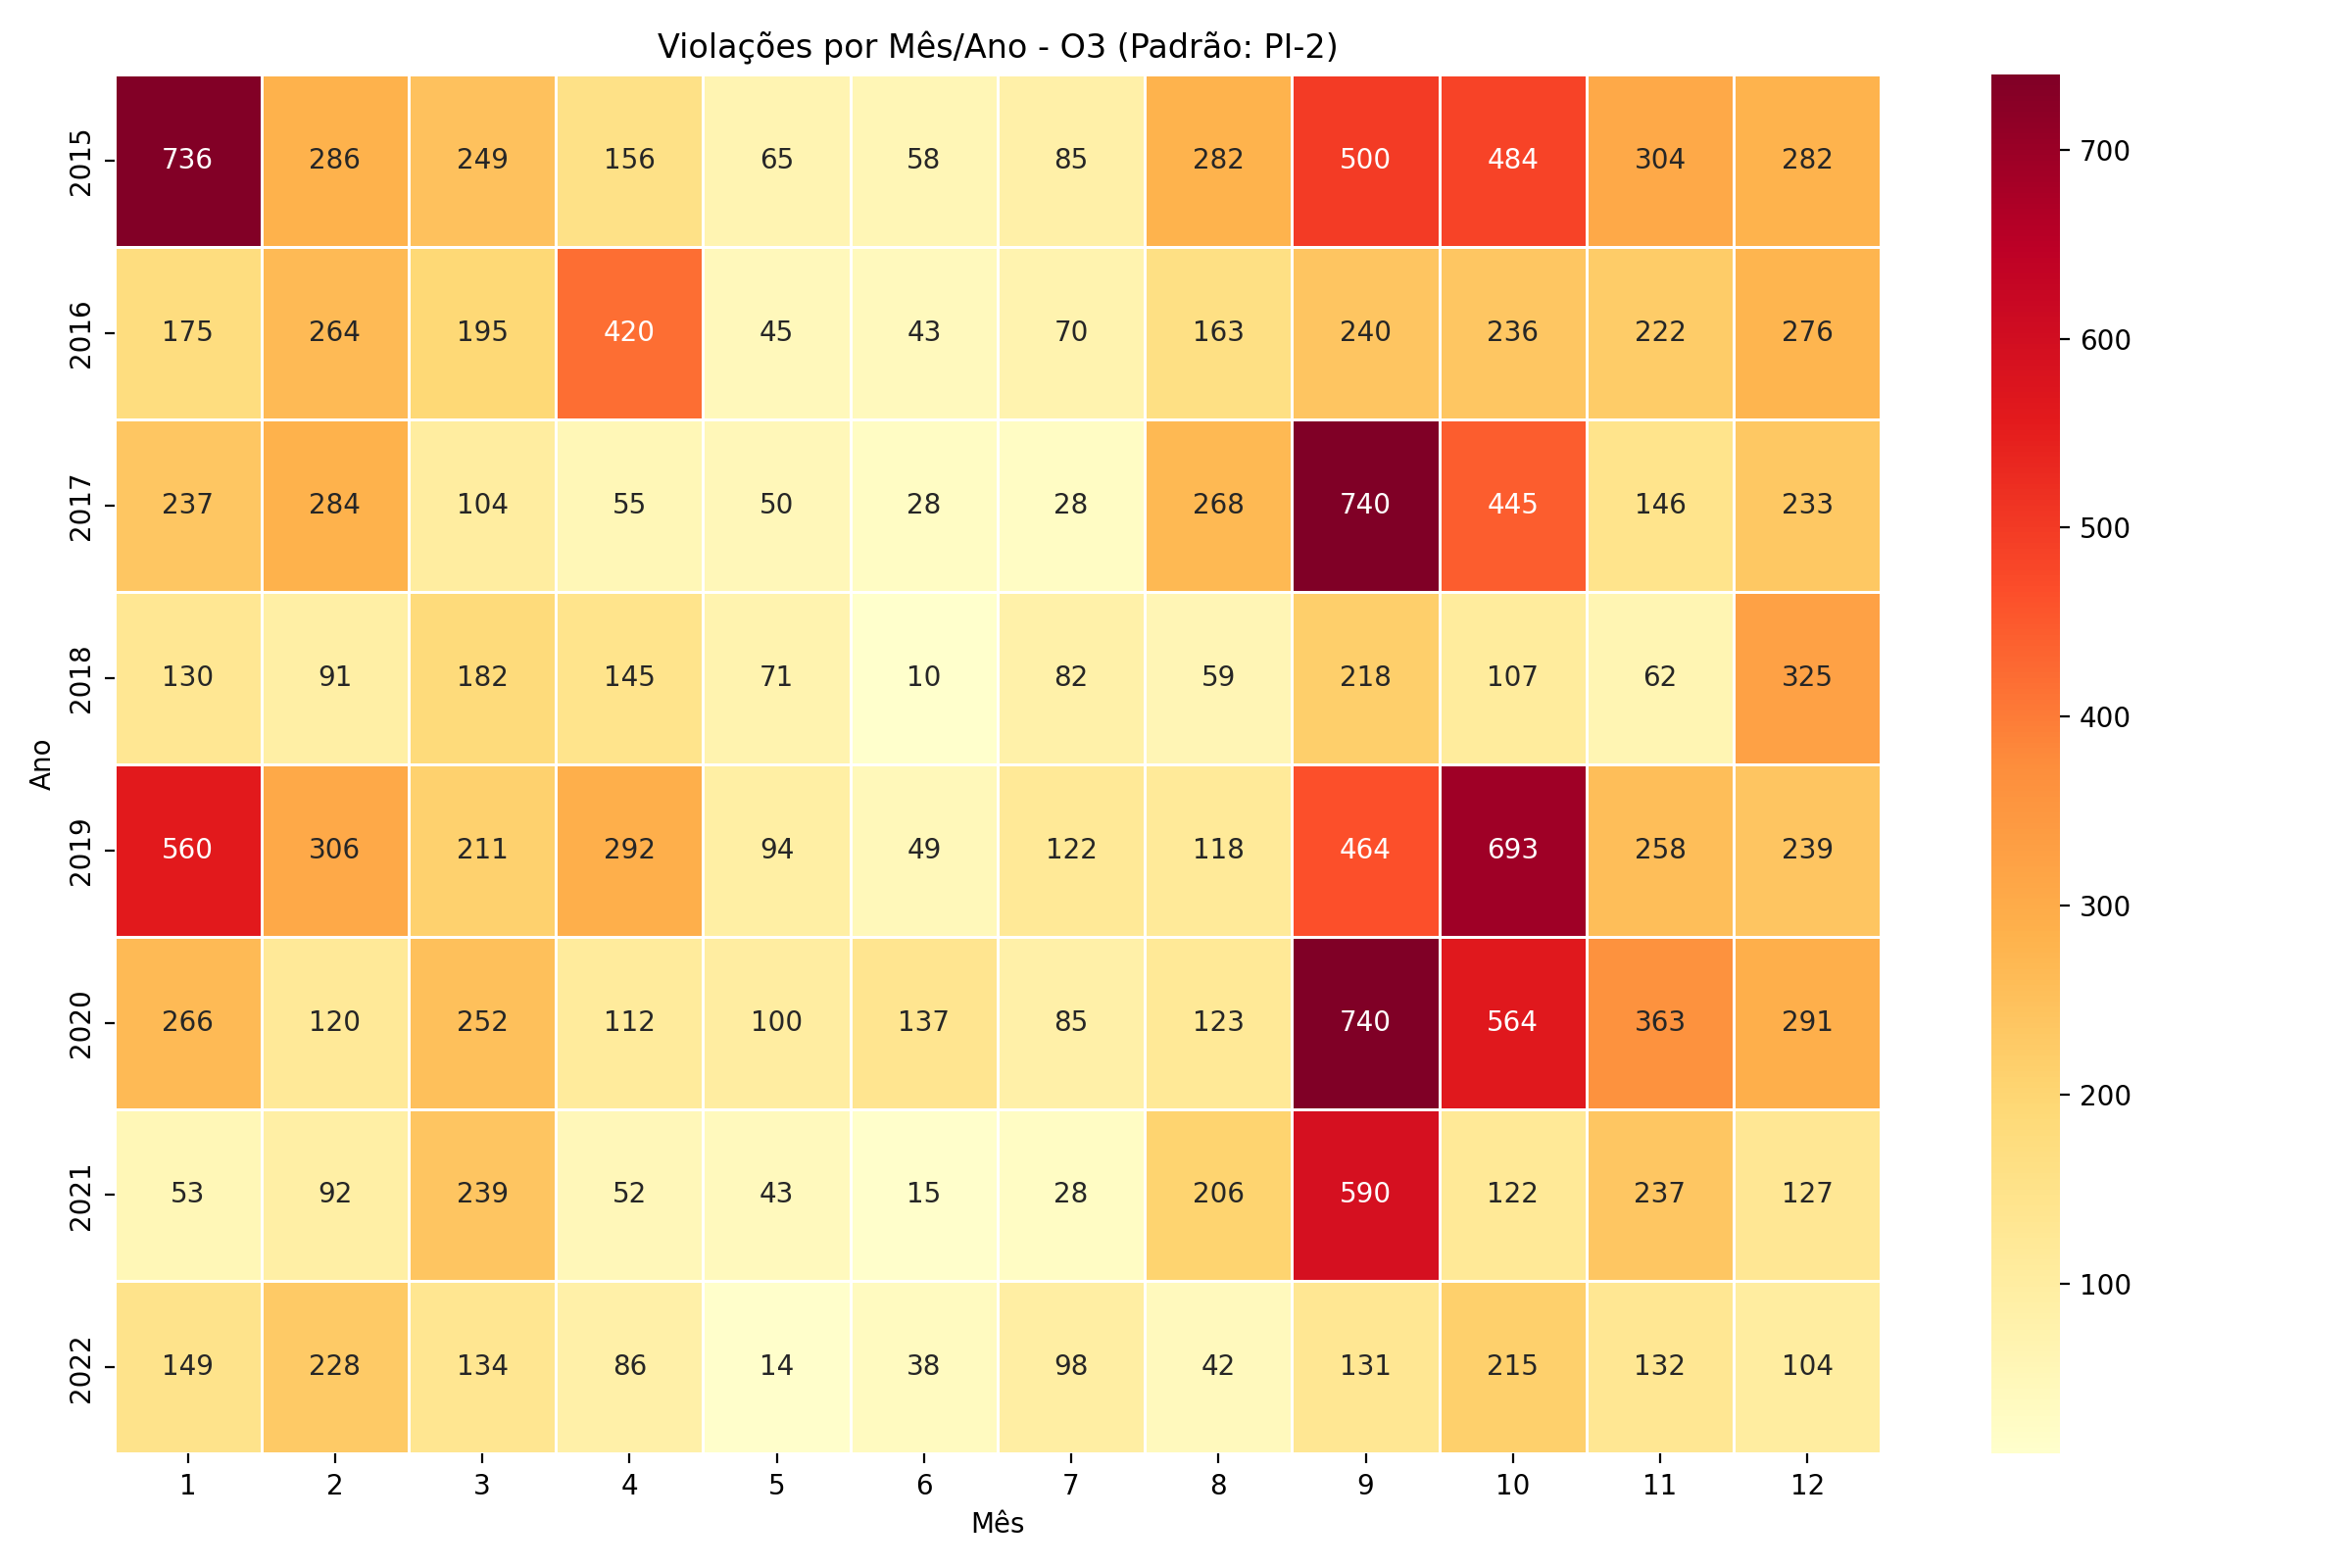 Violações por Mês/Ano - O3 (Padrão: PI-2)
Ano
2015 736 286 249 156 65 58 85 282 500 484 304 282
2016 175 264 195 420 45 43 70 163 240 236 222 276
2017 237 284 104 55 50 28 28 268 740 445 146 233
2018 130 91 182 145 71 10 82 59 218 107 62 325
2019 560 306 211 292 94 49 122 118 464 693 258 239
2020 266 120 252 112 100 137 85 123 740 564 363 291
2021 53 92 239 52 43 15 28 206 590 122 237 127
2022 149 228 134 86 14 38 98 42 131 215 132 104
1 2 3 4 5 6 7 8 9 10 11 12
Mês
700
600
500
400
300
200
100